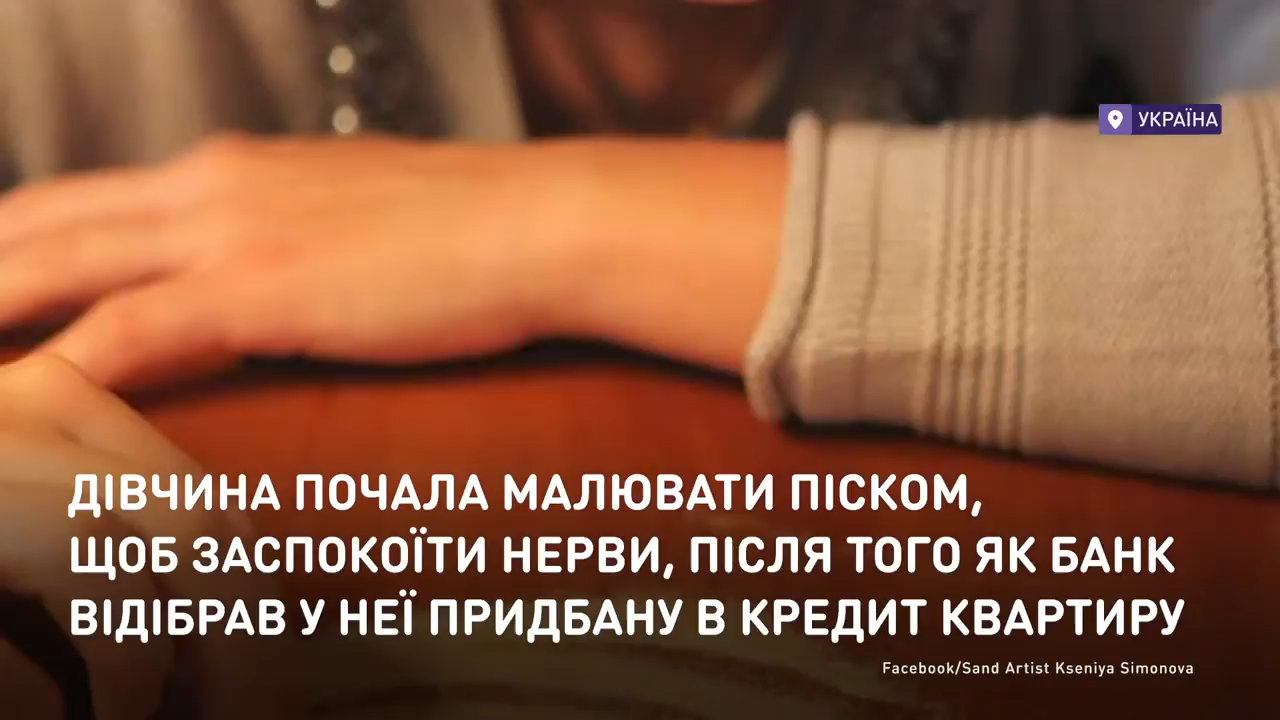 УКРАЇНА
ДІВЧИНА ПОЧАЛА МАЛЮВАТИ ПІСКОМ,
ЩОБ ЗАСПОКОЇТИ НЕРВИ, ПІСЛЯ ТОГО ЯК БАНК
ВІДІБРАВ У НЕЇ ПРИДБАНУ В КРЕДИТ КВАРТИРУ
Facebook/Sand Artist Kseniya Simonova